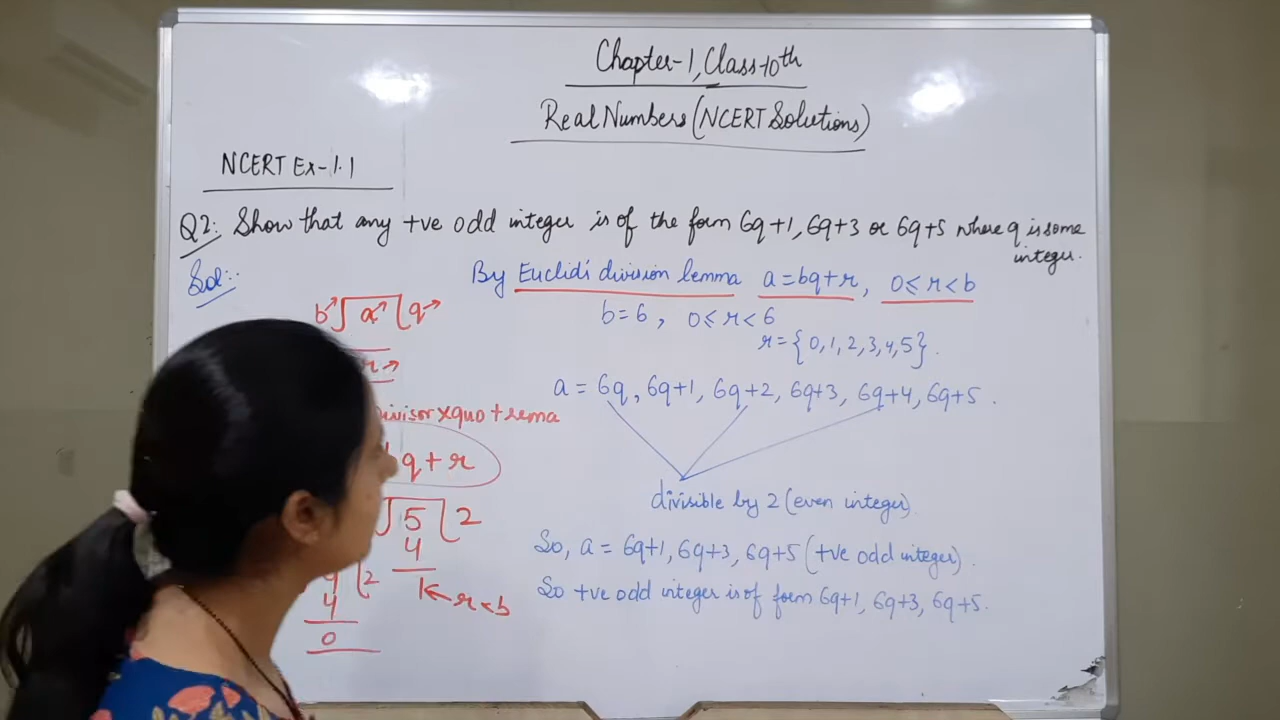 Chapter-1, Class-10th
Real Numbers (NCERT Solutions)
NCERT Ex-1.1
Q2: Show that any +ve odd integer is of the form 6q+1, 6q+3 or 6q+5 where q is some
integer.
Sol:-
By Euclid's division lemma a=bq+r, 0≤r<b
b a q
b=6, 0≤r<6
r={0,1,2,3,4,5}.
r
a = 6q, 6q+1, 6q+2, 6q+3, 6q+4, 6q+5.
divisor×quo+rema
q+r
divisible by 2 (even integer)
5 2
4
1 ← r<b
So, a = 6q+1, 6q+3, 6q+5 (+ve odd integer).
2
4
0
So +ve odd integer is of form 6q+1, 6q+3, 6q+5.